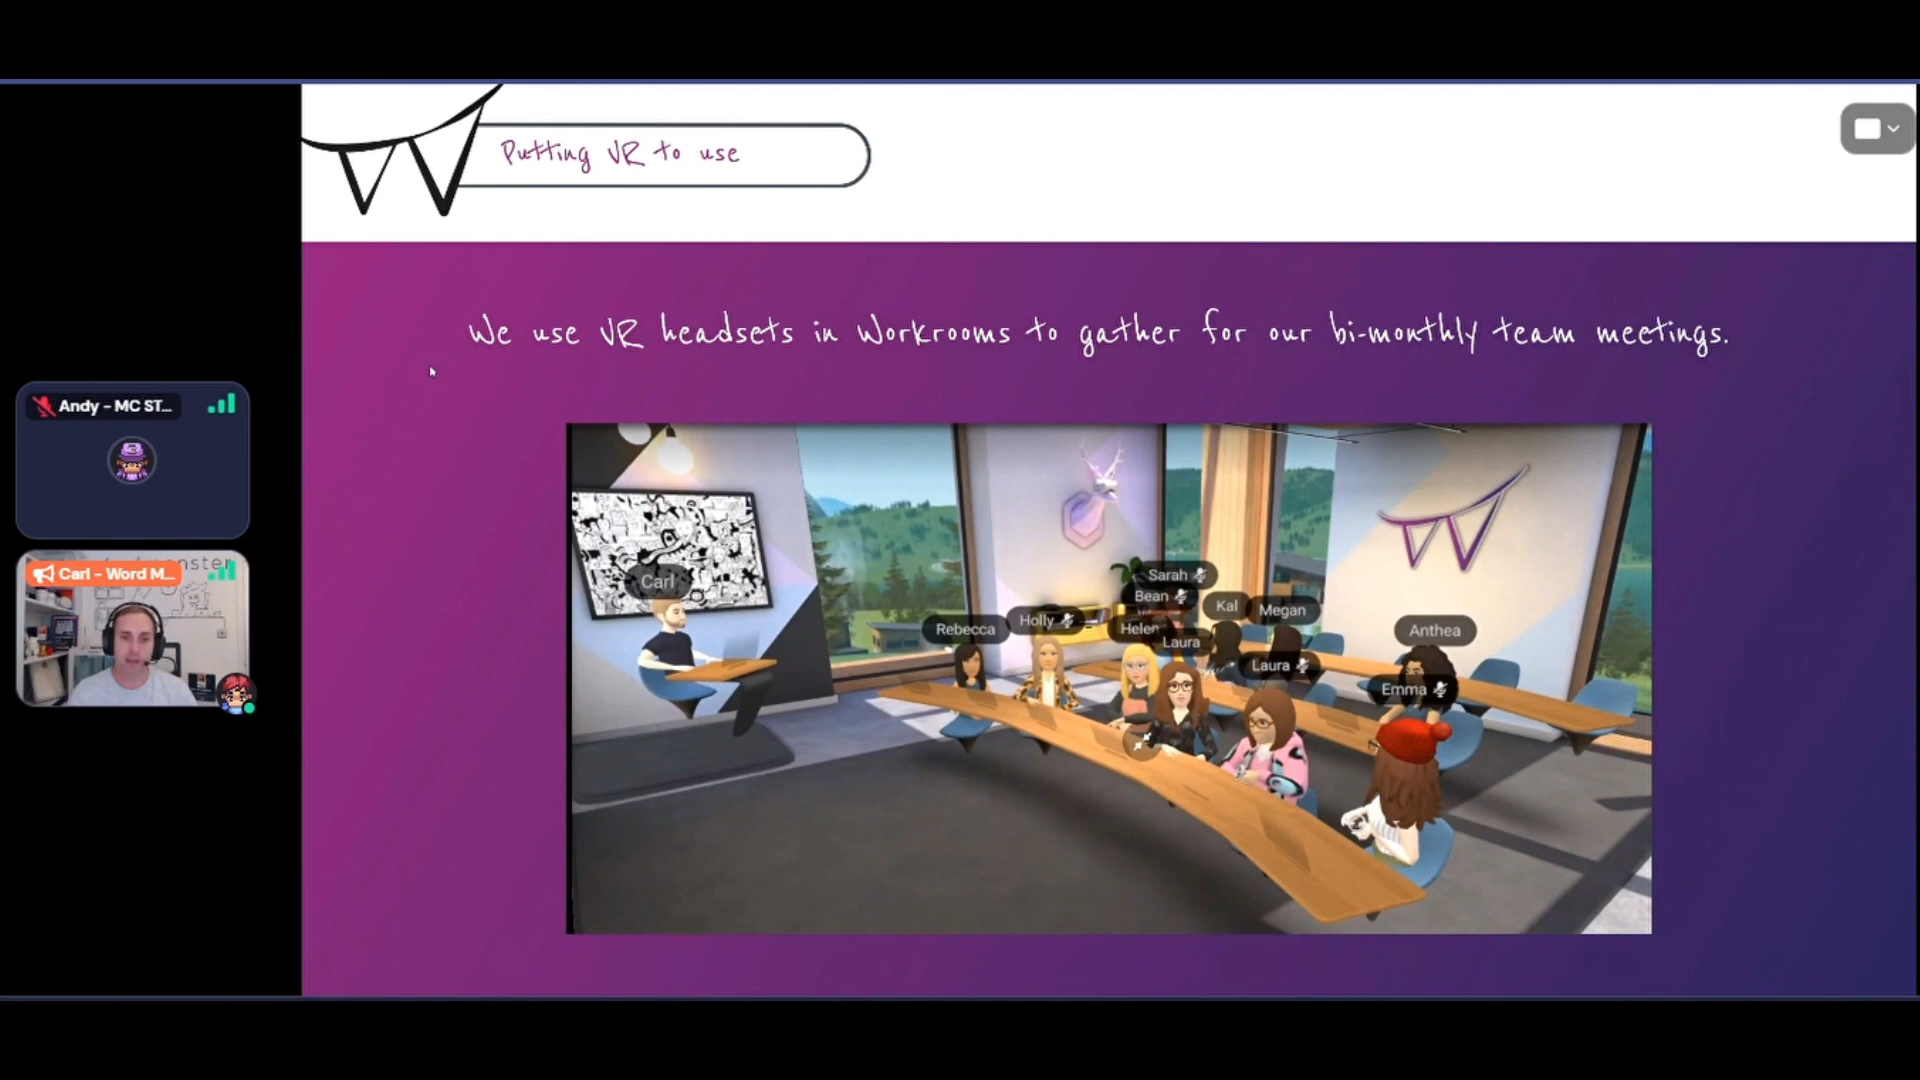 Putting VR to use
We use VR headsets in Workrooms to gather for our bi-monthly team meetings.
Andy - MC ST...
Carl - Word M...
nster
Carl
Sarah
Bean
Kal
Megan
Rebecca
Holly
Helen
Laura
Anthea
Laura
Emma